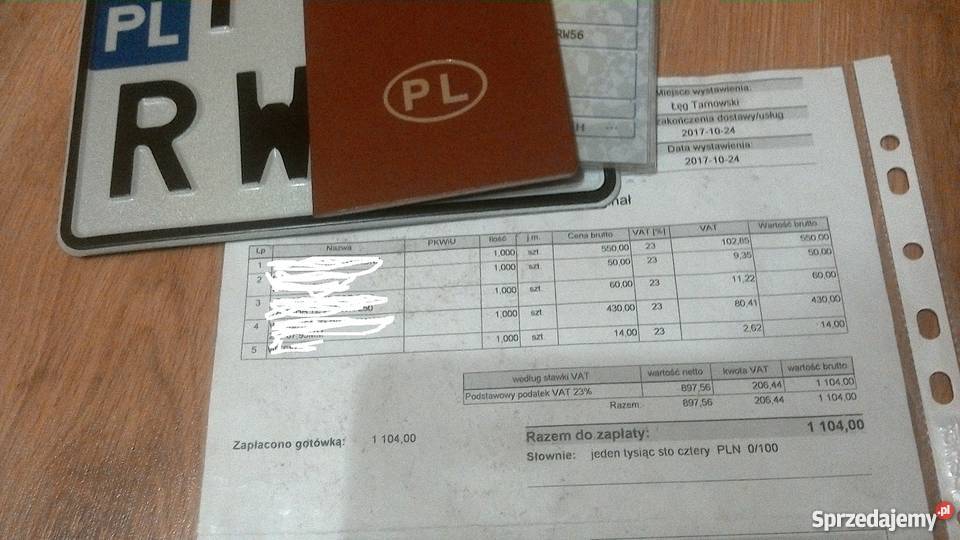 PL
RW
PL
RW56
H
Miejsce wystawienia:
Łęg Tarnowski
zakończenia dostawy/usług
2017-10-24
Data wystawienia:
2017-10-24
Lp Nazwa PKWiU Ilość j.m. Cena brutto VAT [%] VAT Wartość brutto
1 1,000 szt. 550,00 23 102,85 550,00
2 1,000 szt. 50,00 23 9,35 50,00
3 1,000 szt. 60,00 23 11,22 60,00
4 1,000 szt. 430,00 23 80,41 430,00
5 1,000 szt. 14,00 23 2,62 14,00
według stawki VAT wartość netto kwota VAT wartość brutto
Podstawowy podatek VAT 23% 897,56 206,44 1 104,00
Razem: 897,56 206,44 1 104,00
Zapłacono gotówką: 1 104,00
Razem do zapłaty: 1 104,00
Słownie: jeden tysiąc sto cztery PLN 0/100
Sprzedajemy.pl